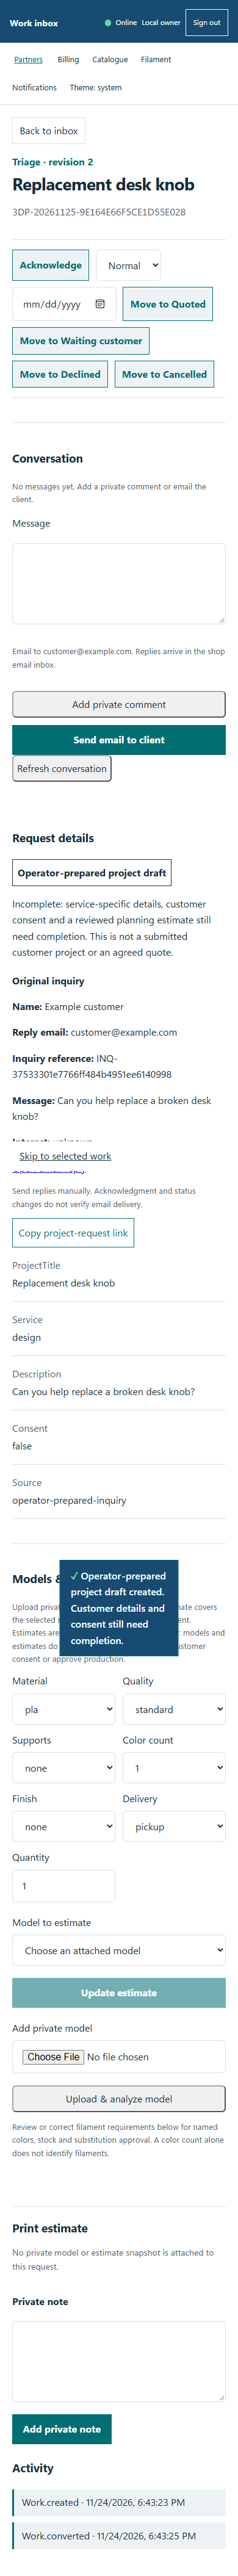 Work inbox
Online Local owner
Sign out
Partners Billing Catalogue Filament
Notifications Theme: system
Back to inbox
Triage · revision 2
Replacement desk knob
3DP-20261125-9E164E66F5CE1D55E028
Acknowledge
Normal
mm/dd/yyyy
Move to Quoted
Move to Waiting customer
Move to Declined
Move to Cancelled
Conversation
No messages yet. Add a private comment or email the
client.
Message
Email to customer@example.com. Replies arrive in the shop
email inbox.
Add private comment
Send email to client
Refresh conversation
Request details
Operator-prepared project draft
Incomplete: service-specific details, customer
consent and a reviewed planning estimate still
need completion. This is not a submitted
customer project or an agreed quote.
Original inquiry
Name: Example customer
Reply email: customer@example.com
Inquiry reference: INQ-
37533301e7766ff484b4951ee6140998
Message: Can you help replace a broken desk
knob?
Skip to selected work
Send replies manually. Acknowledgment and status
changes do not verify email delivery.
Copy project-request link
ProjectTitle
Replacement desk knob
Service
design
Description
Can you help replace a broken desk knob?
Consent
false
Source
operator-prepared-inquiry
Models &
✓ Operator-prepared
project draft created.
Customer details and
consent still need
completion.
Upload priva
the selected
Estimates are
estimates do
mate covers
ent.
models and
ustomer
consent or approve production.
Material
Quality
pla
standard
Supports
Color count
none
1
Finish
Delivery
none
pickup
Quantity
1
Model to estimate
Choose an attached model
Update estimate
Add private model
Choose File No file chosen
Upload & analyze model
Review or correct filament requirements below for named
colors, stock and substitution approval. A color count alone
does not identify filaments.
Print estimate
No private model or estimate snapshot is attached to
this request.
Private note
Add private note
Activity
Work.created · 11/24/2026, 6:43:23 PM
Work.converted · 11/24/2026, 6:43:25 PM